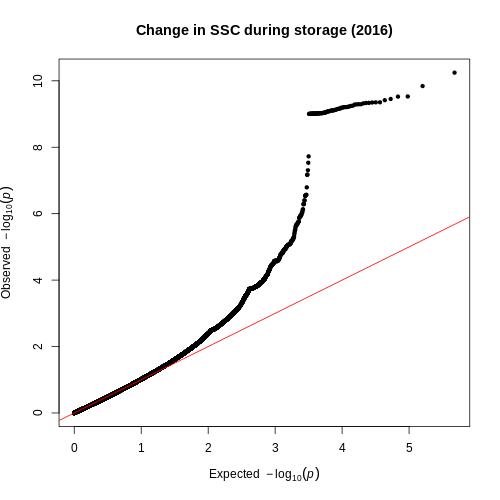 Change in SSC during storage (2016)
Observed −log10(p)
10
8
6
4
2
0
0 1 2 3 4 5
Expected −log10(p)